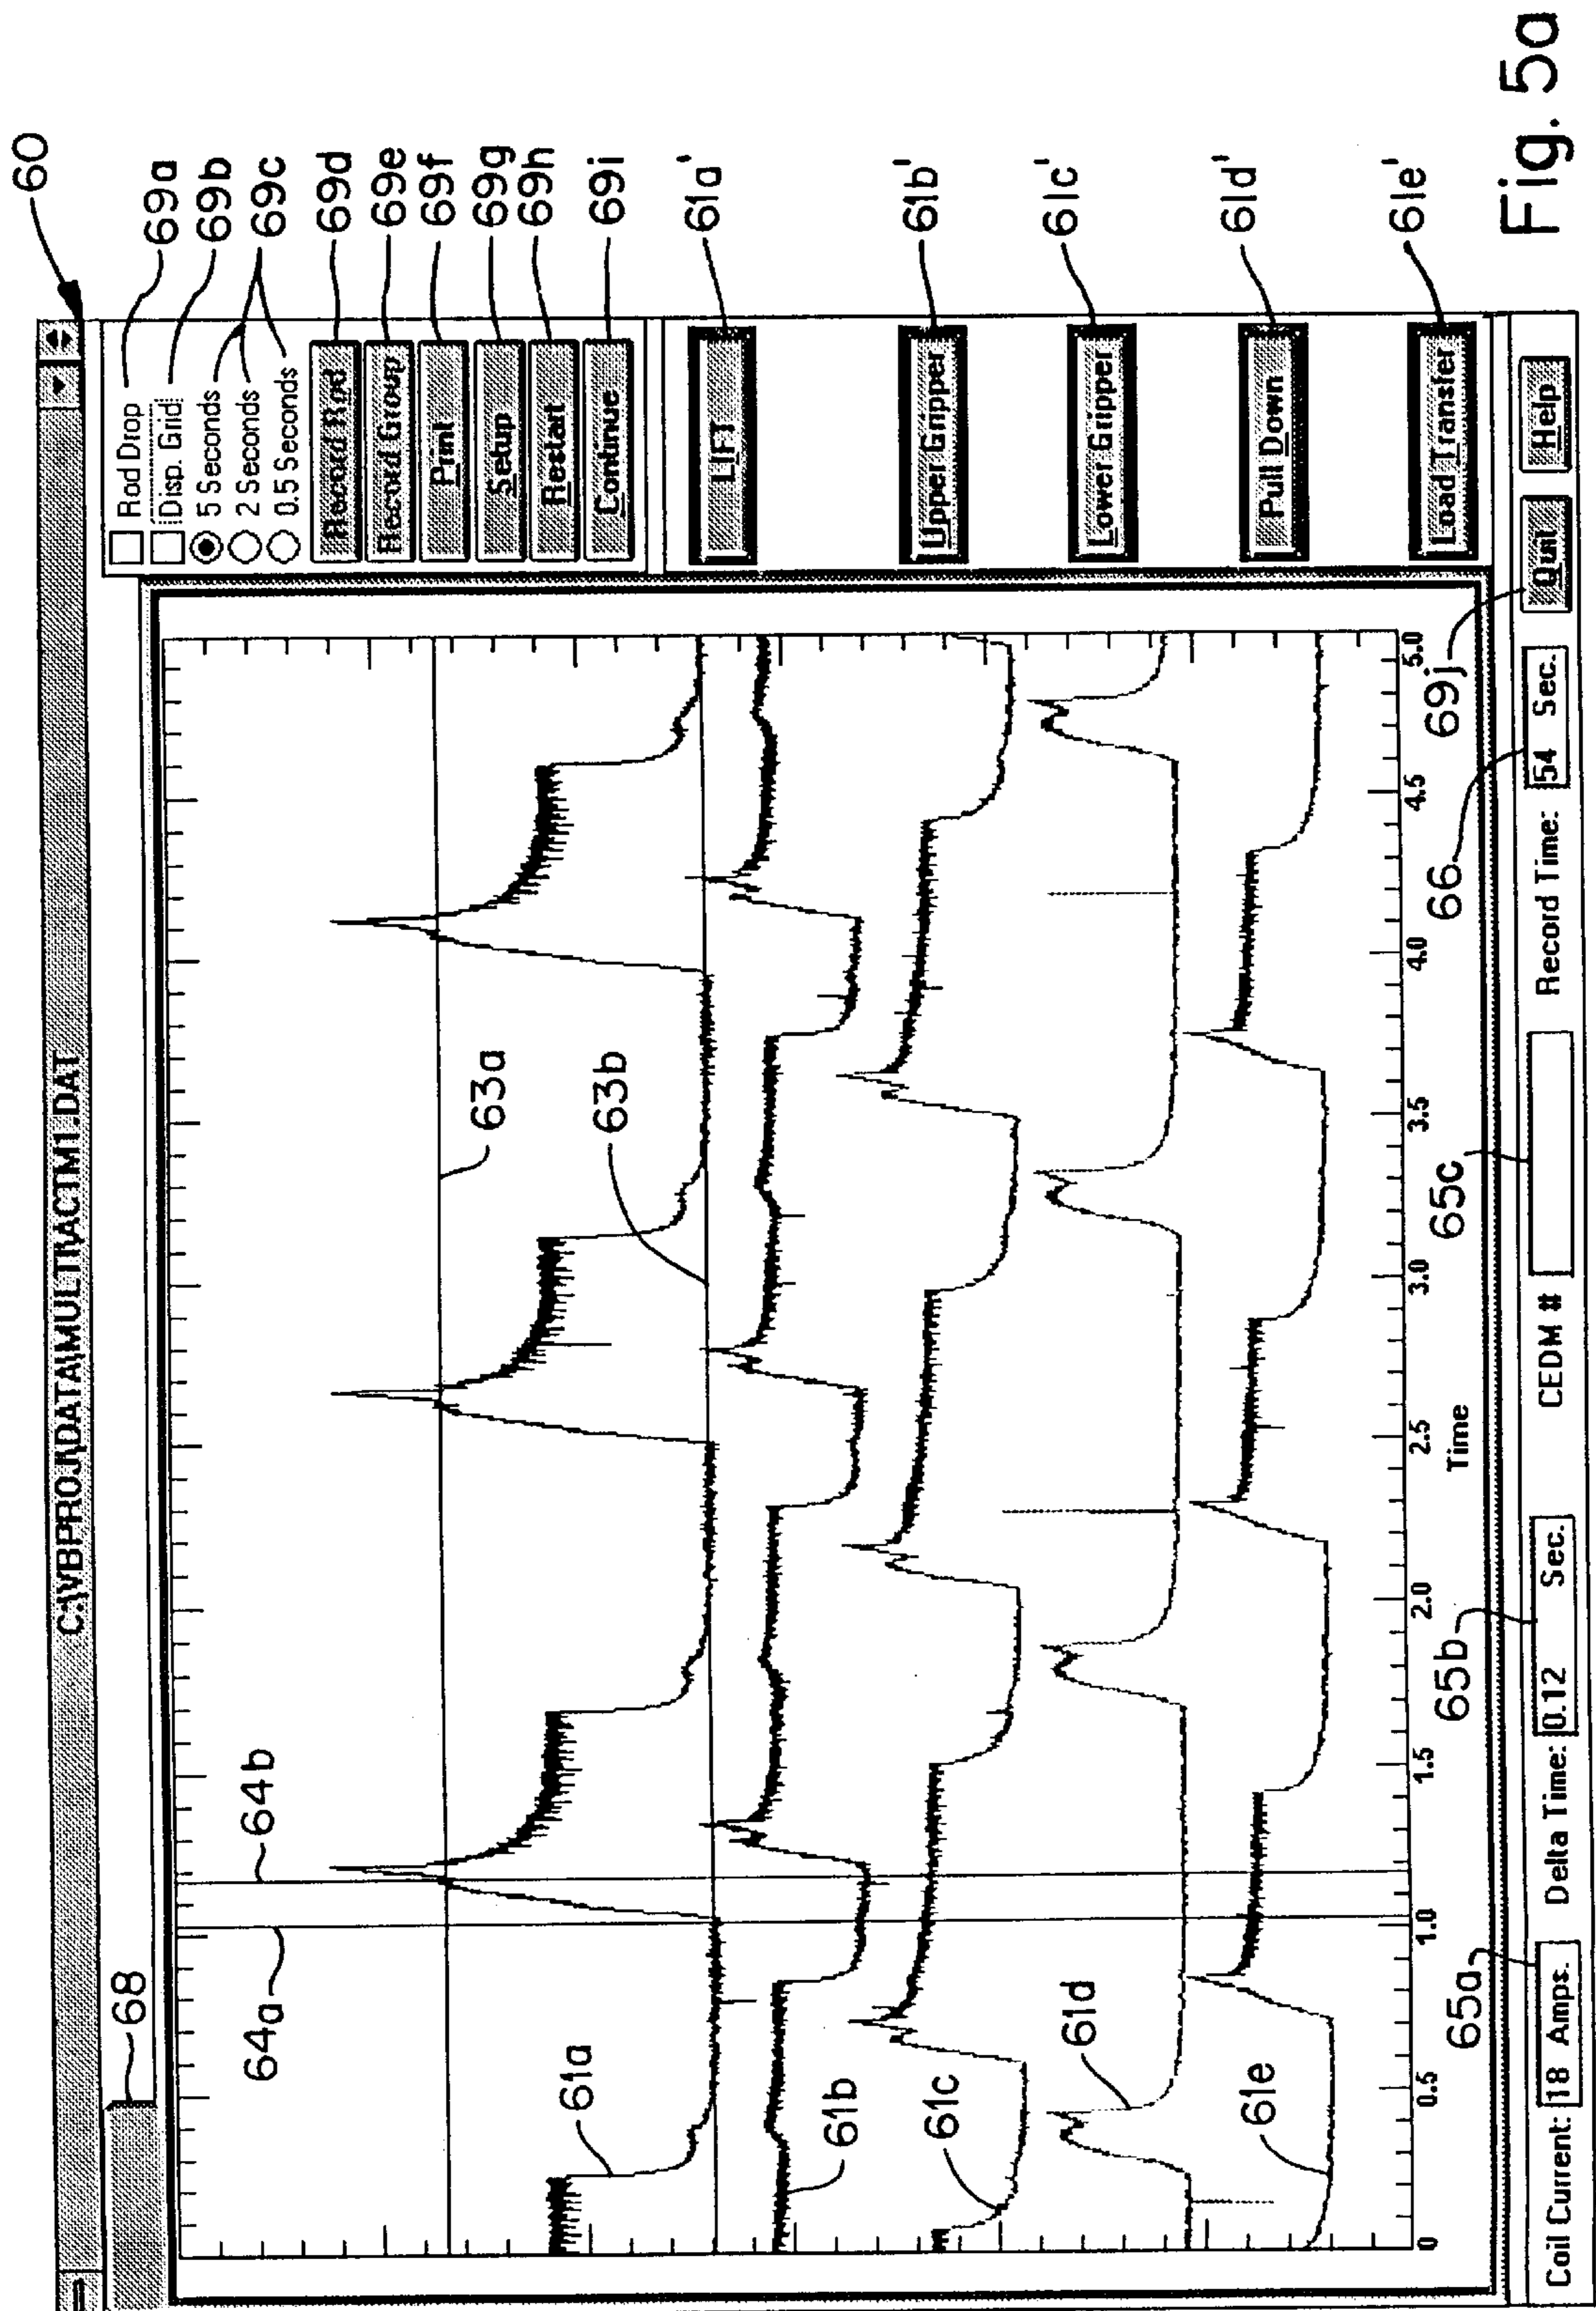 60
C:\VBPROJ\DATA\MULTI\ACTM1.DAT
68
64a
64b
63a
63b
61a
61b
61c
61d
61e
Rod Drop
69a
Disp. Grid
69b
5 Seconds
2 Seconds
0.5 Seconds
69c
Record Rod
69d
Record Group
69e
Print
69f
Setup
69g
Restart
69h
Continue
69i
LIFT
61a'
Upper Gripper
61b'
Lower Gripper
61c'
Pull Down
61d'
Load Transfer
61e'
0 0.5 1.0 1.5 2.0 2.5 3.0 3.5 4.0 4.5 5.0
Time
65a
65b
65c
66
69j
Coil Current: 18 Amps. Delta Time: 0.12 Sec. CEDM # Record Time: 54 Sec. Quit Help
Fig. 5a